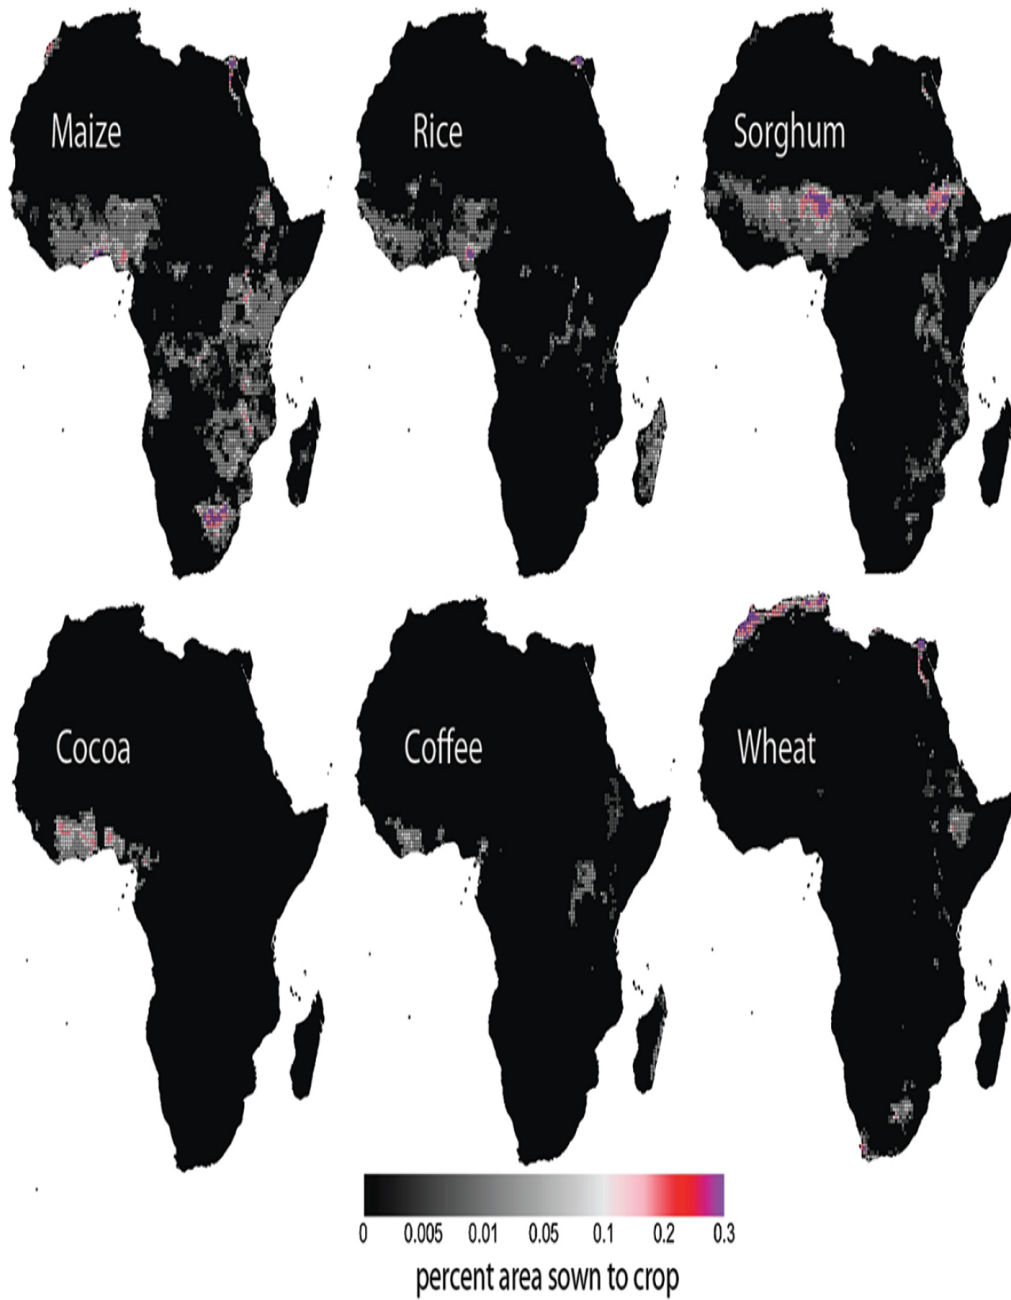 Maize
Rice
Sorghum
Cocoa
Coffee
Wheat
0 0.005 0.01 0.05 0.1 0.2 0.3
percent area sown to crop